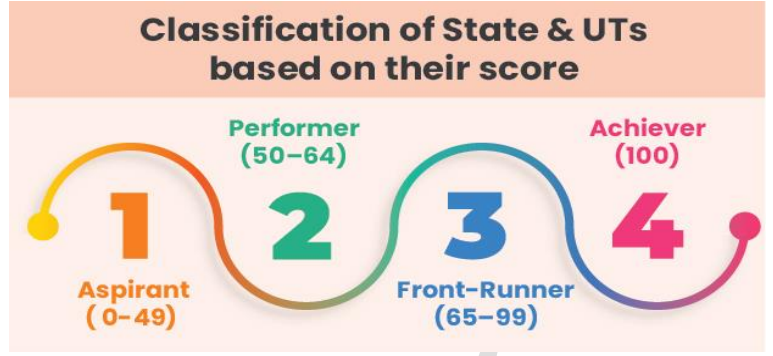 Classification of State & UTs
based on their score
1
Aspirant
( 0–49)
Performer
(50–64)
2
3
Front-Runner
(65–99)
Achiever
(100)
4